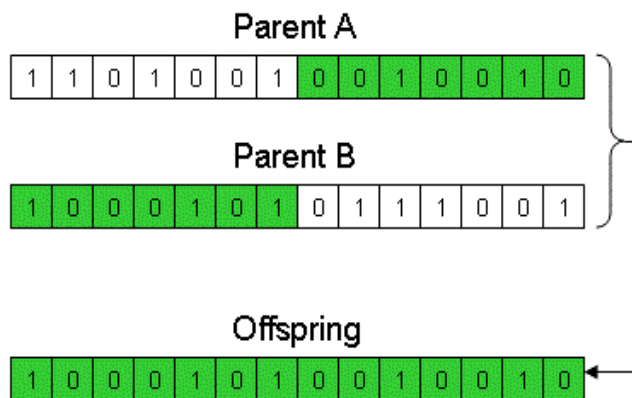 Parent A
1 1 0 1 0 0 1 0 0 1 0 0 1 0
Parent B
1 0 0 0 1 0 1 0 1 1 1 0 0 1
Offspring
1 0 0 0 1 0 1 0 0 1 0 0 1 0